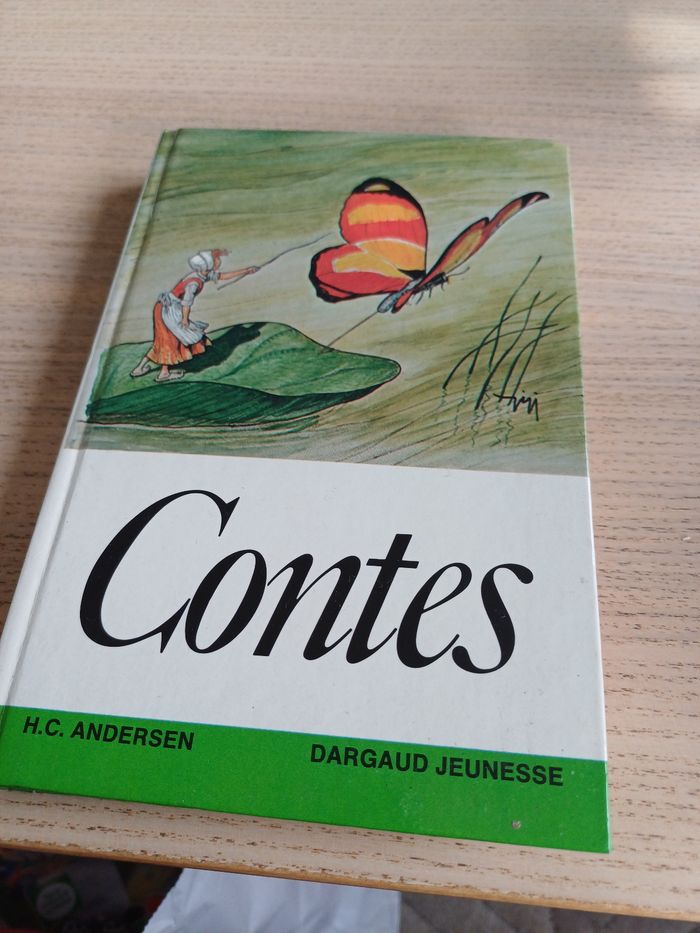 Contes
H.C. ANDERSEN
DARGAUD JEUNESSE